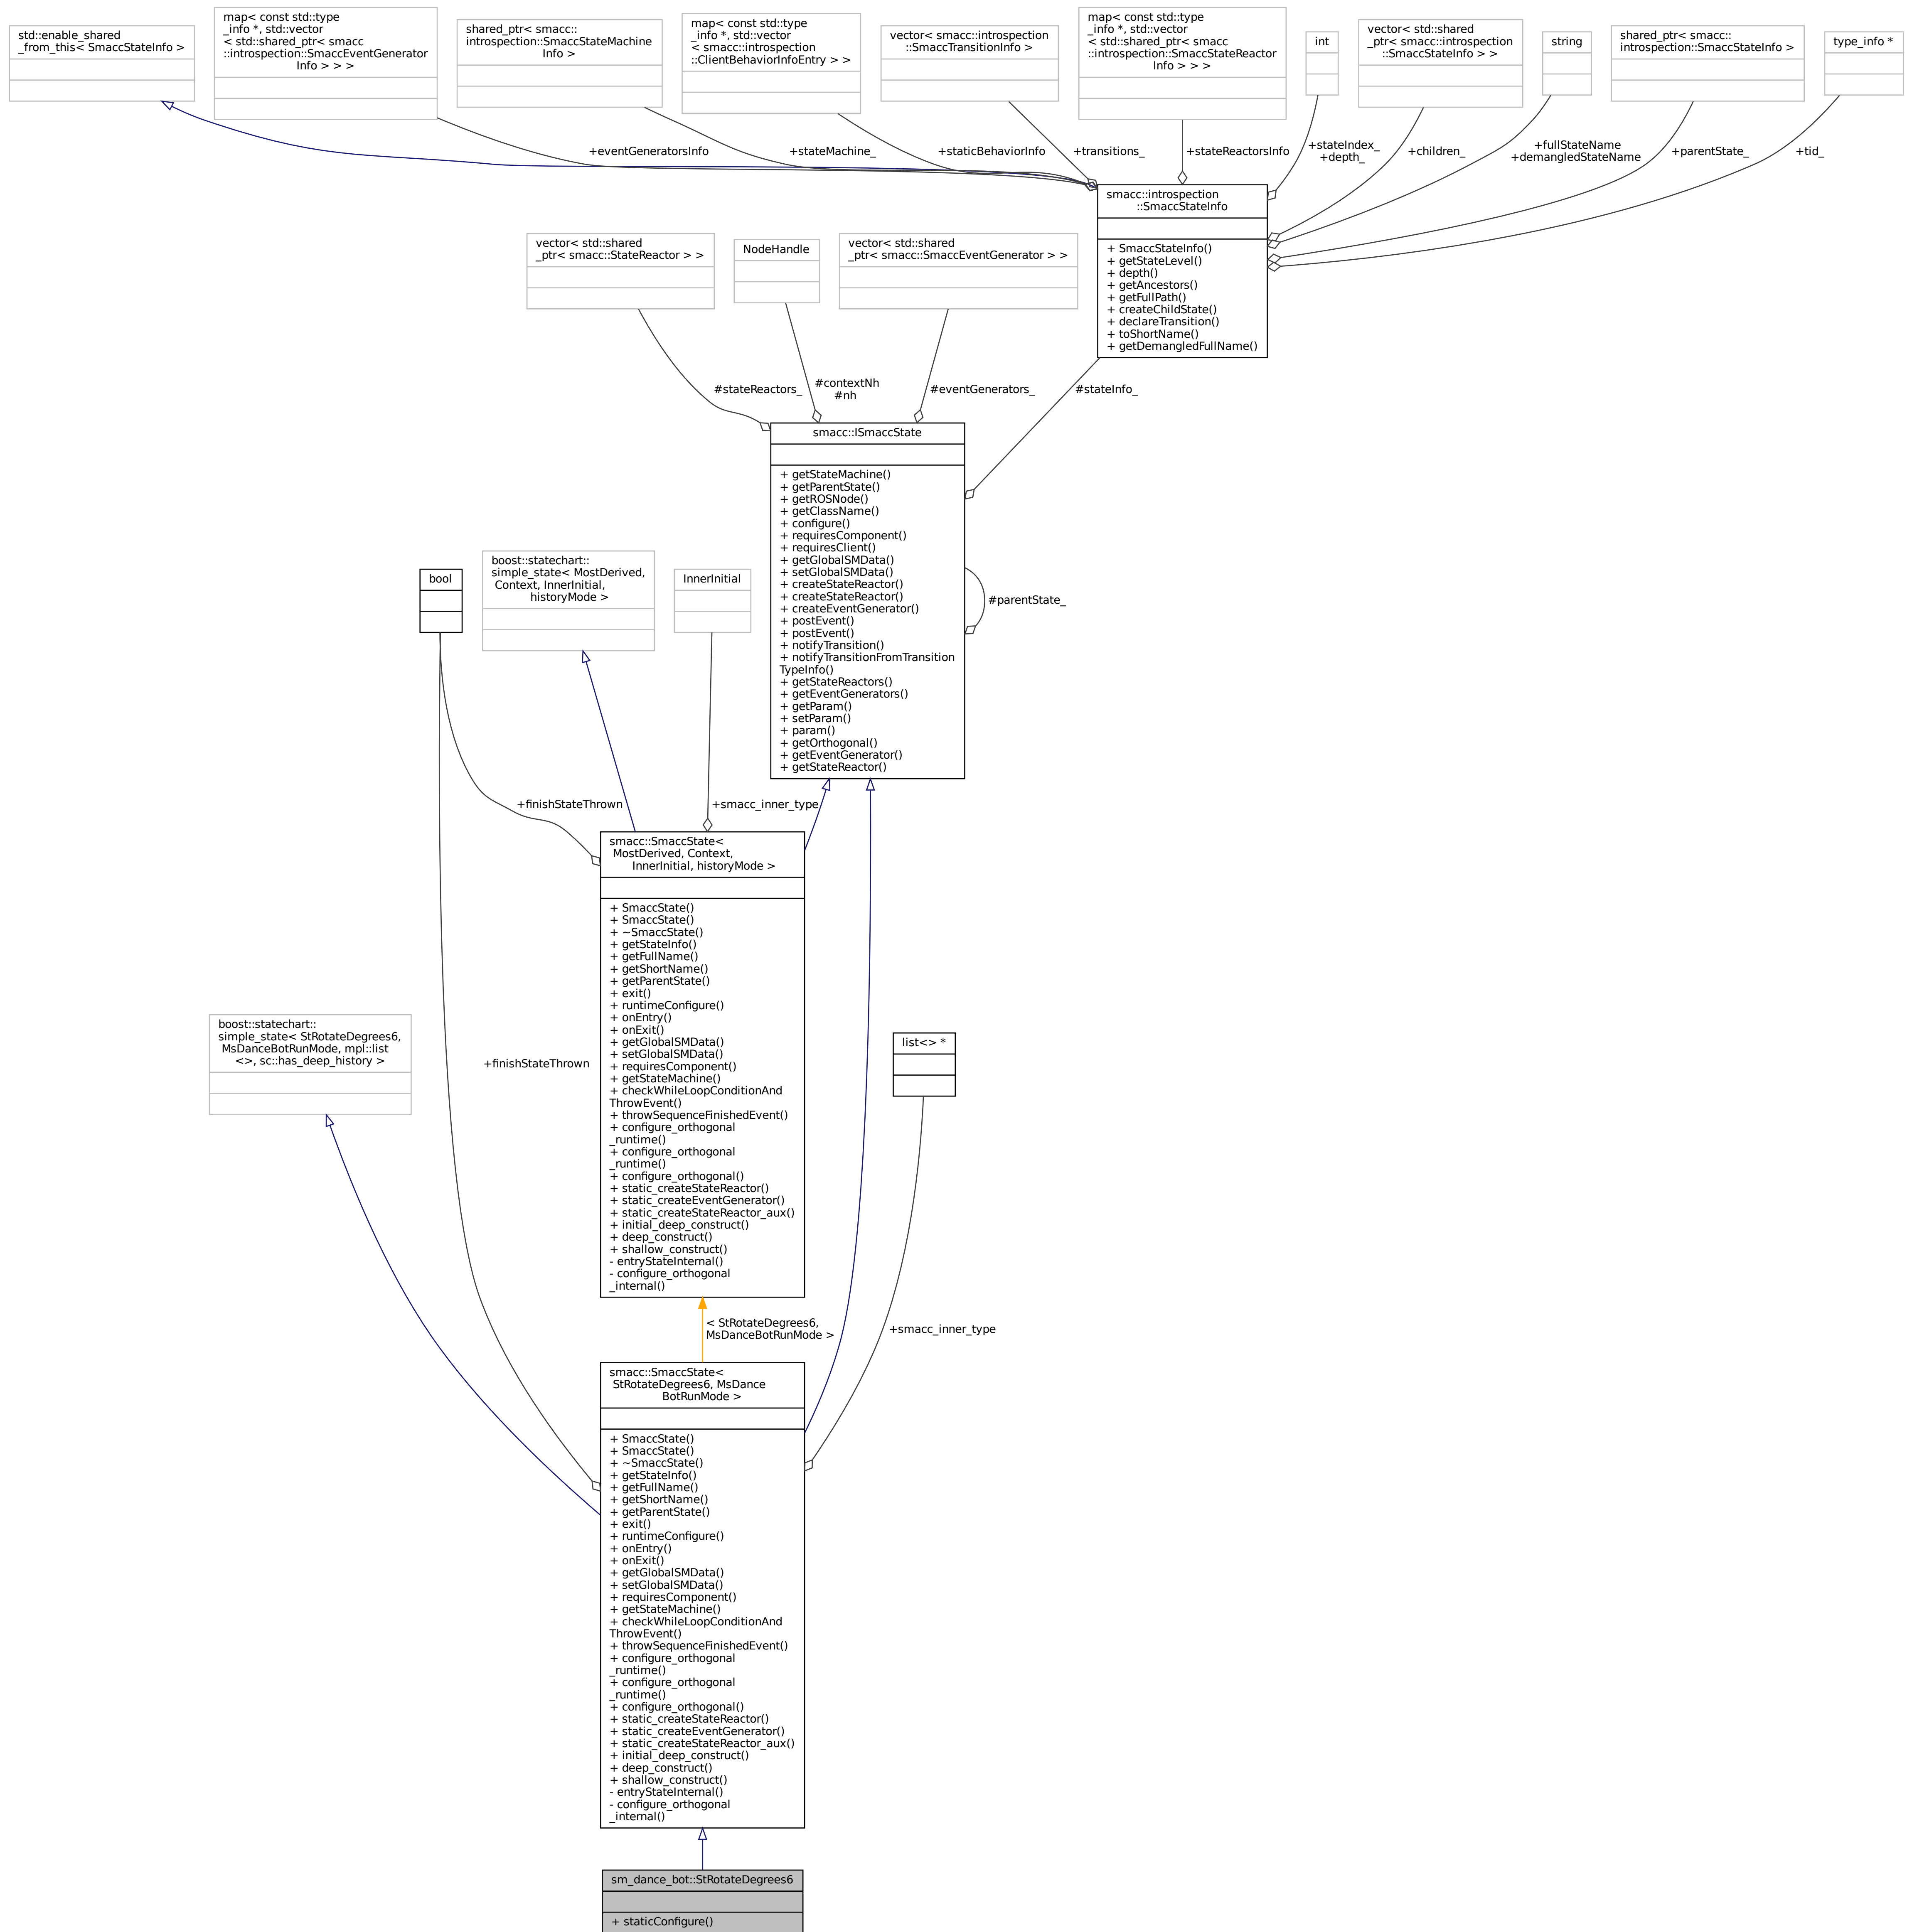 std::enable_shared
_from_this< SmaccStateInfo >
map< const std::type
_info *, std::vector
< std::shared_ptr< smacc
::introspection::SmaccEventGenerator
Info > > >
shared_ptr< smacc::
introspection::SmaccStateMachine
Info >
map< const std::type
_info *, std::vector
< smacc::introspection
::ClientBehaviorInfoEntry > >
vector< smacc::introspection
::SmaccTransitionInfo >
map< const std::type
_info *, std::vector
< std::shared_ptr< smacc
::introspection::SmaccStateReactor
Info > > >
int
vector< std::shared
_ptr< smacc::introspection
::SmaccStateInfo > >
string
shared_ptr< smacc::
introspection::SmaccStateInfo >
type_info *
+eventGeneratorsInfo
+stateMachine_
+staticBehaviorInfo
+transitions_
+stateReactorsInfo
+stateIndex_
+depth_
+children_
+fullStateName
+demangledStateName
+parentState_
+tid_
smacc::introspection
::SmaccStateInfo
+ SmaccStateInfo()
+ getStateLevel()
+ depth()
+ getAncestors()
+ getFullPath()
+ createChildState()
+ declareTransition()
+ toShortName()
+ getDemangledFullName()
vector< std::shared
_ptr< smacc::StateReactor > >
NodeHandle
vector< std::shared
_ptr< smacc::SmaccEventGenerator > >
#stateReactors_
#contextNh
#nh
#eventGenerators_
#stateInfo_
smacc::ISmaccState
+ getStateMachine()
+ getParentState()
+ getROSNode()
+ getClassName()
+ configure()
+ requiresComponent()
+ requiresClient()
+ getGlobalSMData()
+ setGlobalSMData()
+ createStateReactor()
+ createStateReactor()
+ createEventGenerator()
+ postEvent()
+ postEvent()
+ notifyTransition()
+ notifyTransitionFromTransition
TypeInfo()
+ getStateReactors()
+ getEventGenerators()
+ getParam()
+ setParam()
+ param()
+ getOrthogonal()
+ getEventGenerator()
+ getStateReactor()
#parentState_
bool
boost::statechart::
simple_state< MostDerived,
Context, InnerInitial,
historyMode >
InnerInitial
+finishStateThrown
+smacc_inner_type
smacc::SmaccState<
MostDerived, Context,
InnerInitial, historyMode >
+ SmaccState()
+ SmaccState()
+ ~SmaccState()
+ getStateInfo()
+ getFullName()
+ getShortName()
+ getParentState()
+ exit()
+ runtimeConfigure()
+ onEntry()
+ onExit()
+ getGlobalSMData()
+ setGlobalSMData()
+ requiresComponent()
+ getStateMachine()
+ checkWhileLoopConditionAnd
ThrowEvent()
+ throwSequenceFinishedEvent()
+ configure_orthogonal
_runtime()
+ configure_orthogonal
_runtime()
+ configure_orthogonal()
+ static_createStateReactor()
+ static_createEventGenerator()
+ static_createStateReactor_aux()
+ initial_deep_construct()
+ deep_construct()
+ shallow_construct()
- entryStateInternal()
- configure_orthogonal
_internal()
boost::statechart::
simple_state< StRotateDegrees6,
MsDanceBotRunMode, mpl::list
<>, sc::has_deep_history >
+finishStateThrown
list<> *
< StRotateDegrees6,
MsDanceBotRunMode >
+smacc_inner_type
smacc::SmaccState<
StRotateDegrees6, MsDance
BotRunMode >
+ SmaccState()
+ SmaccState()
+ ~SmaccState()
+ getStateInfo()
+ getFullName()
+ getShortName()
+ getParentState()
+ exit()
+ runtimeConfigure()
+ onEntry()
+ onExit()
+ getGlobalSMData()
+ setGlobalSMData()
+ requiresComponent()
+ getStateMachine()
+ checkWhileLoopConditionAnd
ThrowEvent()
+ throwSequenceFinishedEvent()
+ configure_orthogonal
_runtime()
+ configure_orthogonal
_runtime()
+ configure_orthogonal()
+ static_createStateReactor()
+ static_createEventGenerator()
+ static_createStateReactor_aux()
+ initial_deep_construct()
+ deep_construct()
+ shallow_construct()
- entryStateInternal()
- configure_orthogonal
_internal()
sm_dance_bot::StRotateDegrees6
+ staticConfigure()